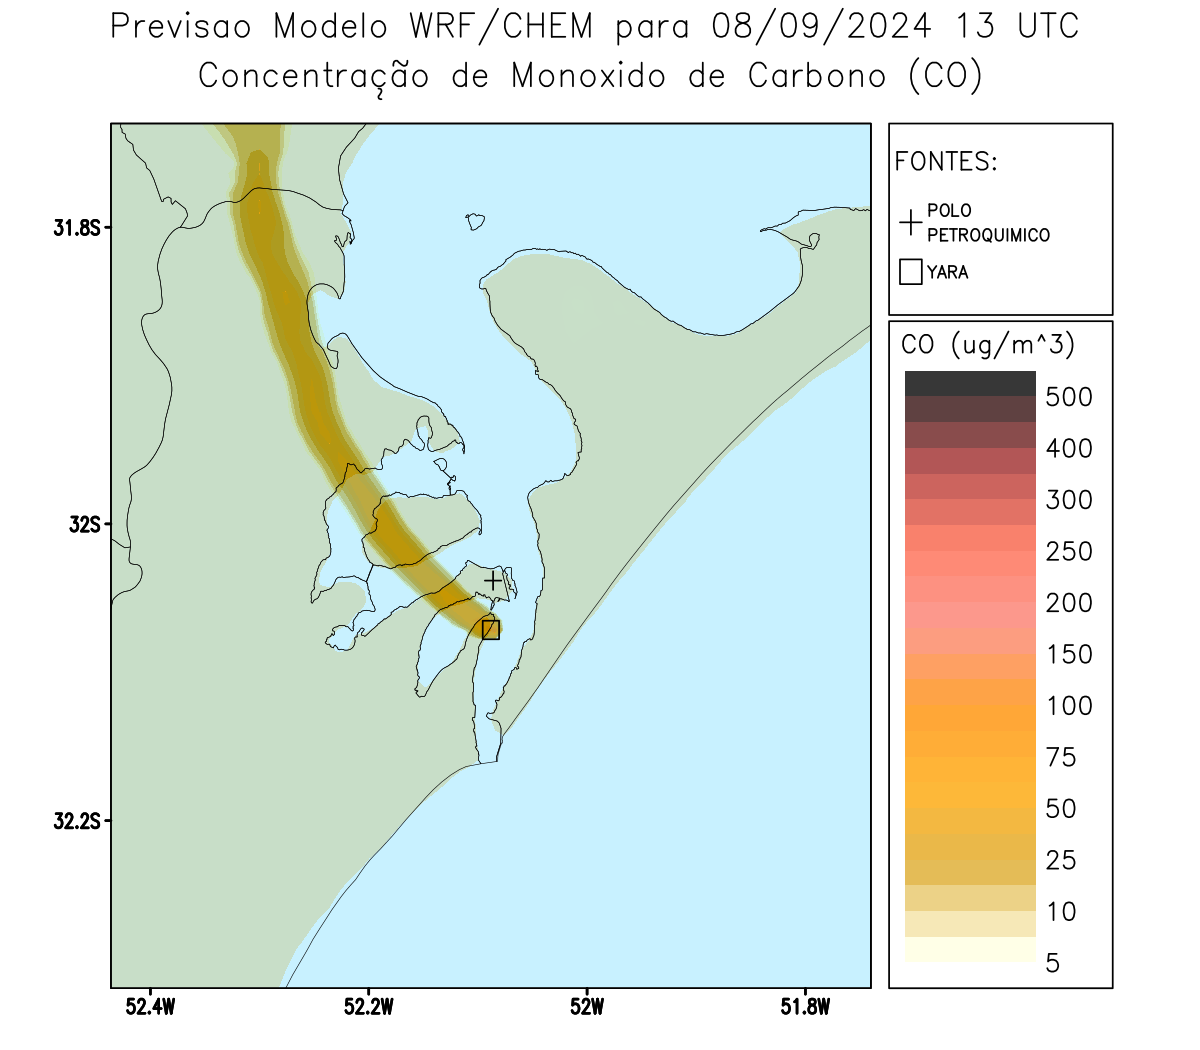 Previsao Modelo WRF/CHEM para 08/09/2024 13 UTC
Concentração de Monoxido de Carbono (CO)
FONTES:
POLO
PETROQUIMICO
YARA
CO (ug/m^3)
500
400
300
250
200
150
100
75
50
25
10
5
31.8S
32S
32.2S
52.4W
52.2W
52W
51.8W